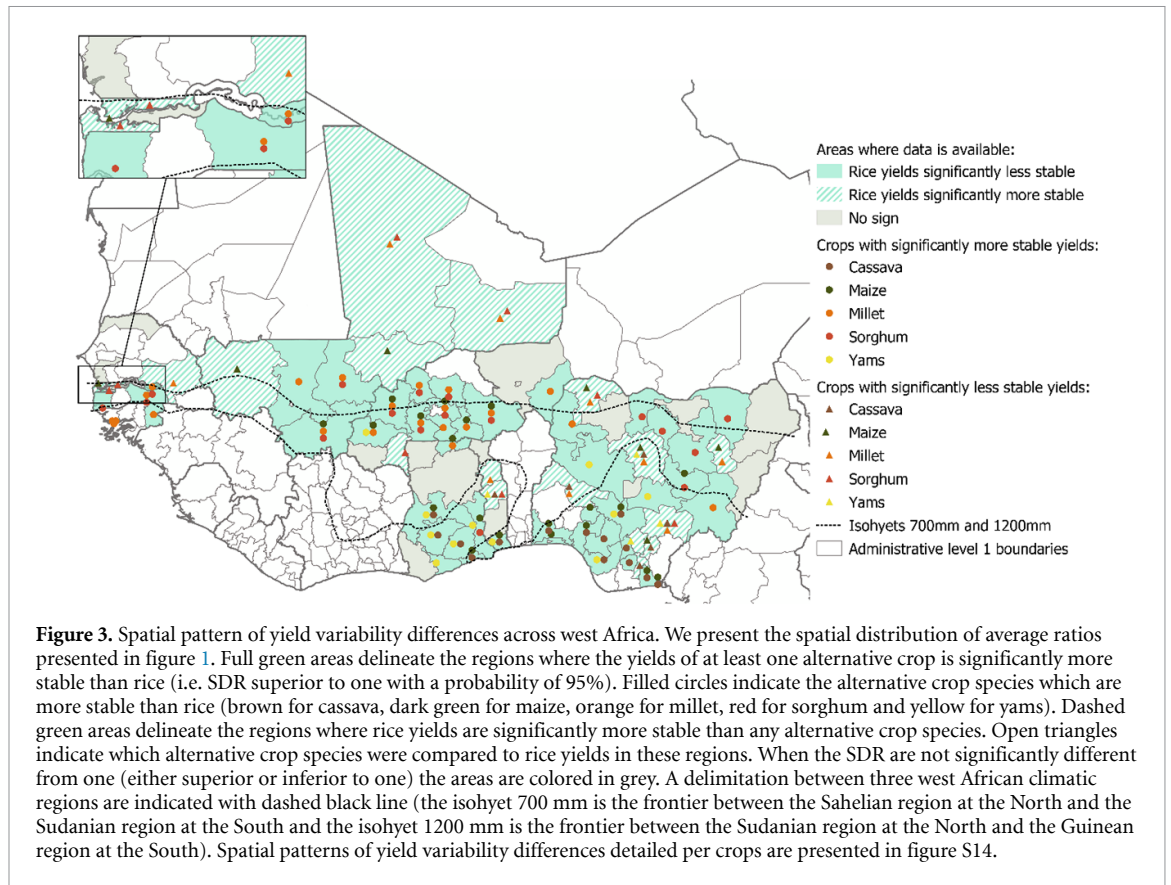 Areas where data is available:
Rice yields significantly less stable
Rice yields significantly more stable
No sign
Crops with significantly more stable yields:
Cassava
Maize
Millet
Sorghum
Yams
Crops with significantly less stable yields:
Cassava
Maize
Millet
Sorghum
Yams
Isohyets 700mm and 1200mm
Administrative level 1 boundaries
Figure 3. Spatial pattern of yield variability differences across west Africa. We present the spatial distribution of average ratios
presented in figure 1. Full green areas delineate the regions where the yields of at least one alternative crop is significantly more
stable than rice (i.e. SDR superior to one with a probability of 95%). Filled circles indicate the alternative crop species which are
more stable than rice (brown for cassava, dark green for maize, orange for millet, red for sorghum and yellow for yams). Dashed
green areas delineate the regions where rice yields are significantly more stable than any alternative crop species. Open triangles
indicate which alternative crop species were compared to rice yields in these regions. When the SDR are not significantly different
from one (either superior or inferior to one) the areas are colored in grey. A delimitation between three west African climatic
regions are indicated with dashed black line (the isohyet 700 mm is the frontier between the Sahelian region at the North and the
Sudanian region at the South and the isohyet 1200 mm is the frontier between the Sudanian region at the North and the Guinean
region at the South). Spatial patterns of yield variability differences detailed per crops are presented in figure S14.